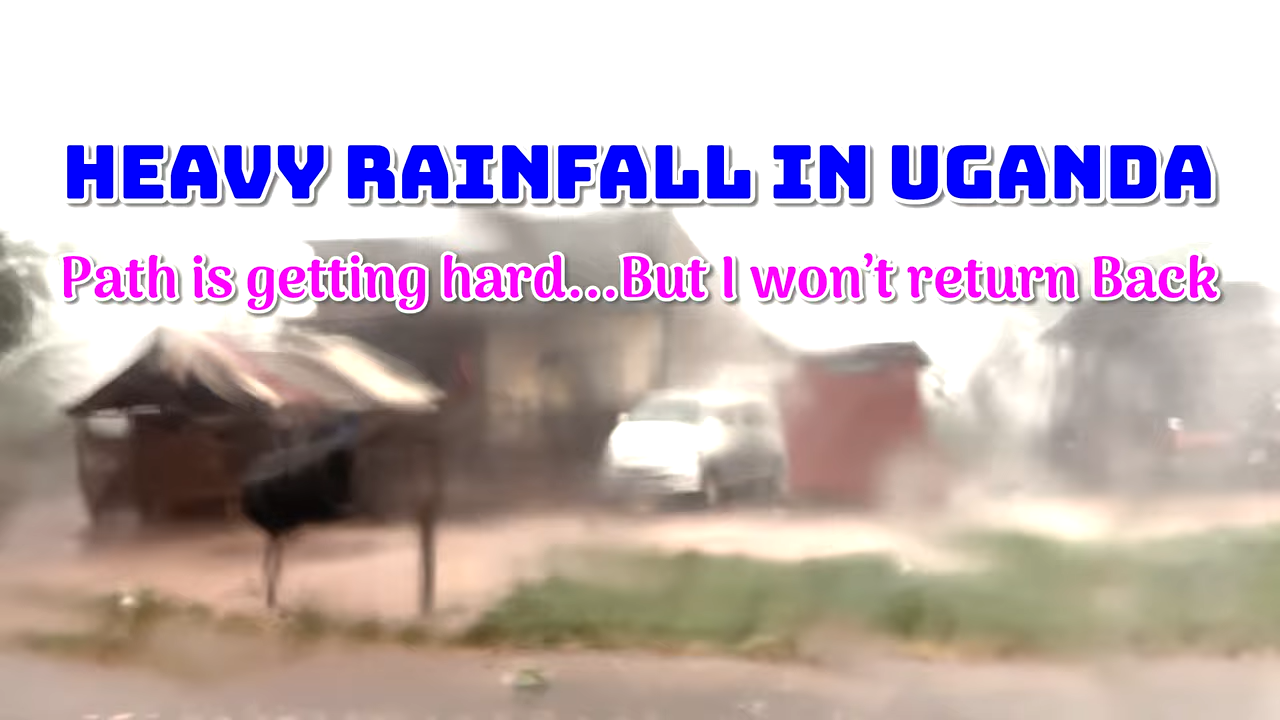 HEAVY RAINFALL IN UGANDA
Path is getting hard...But I won't return Back